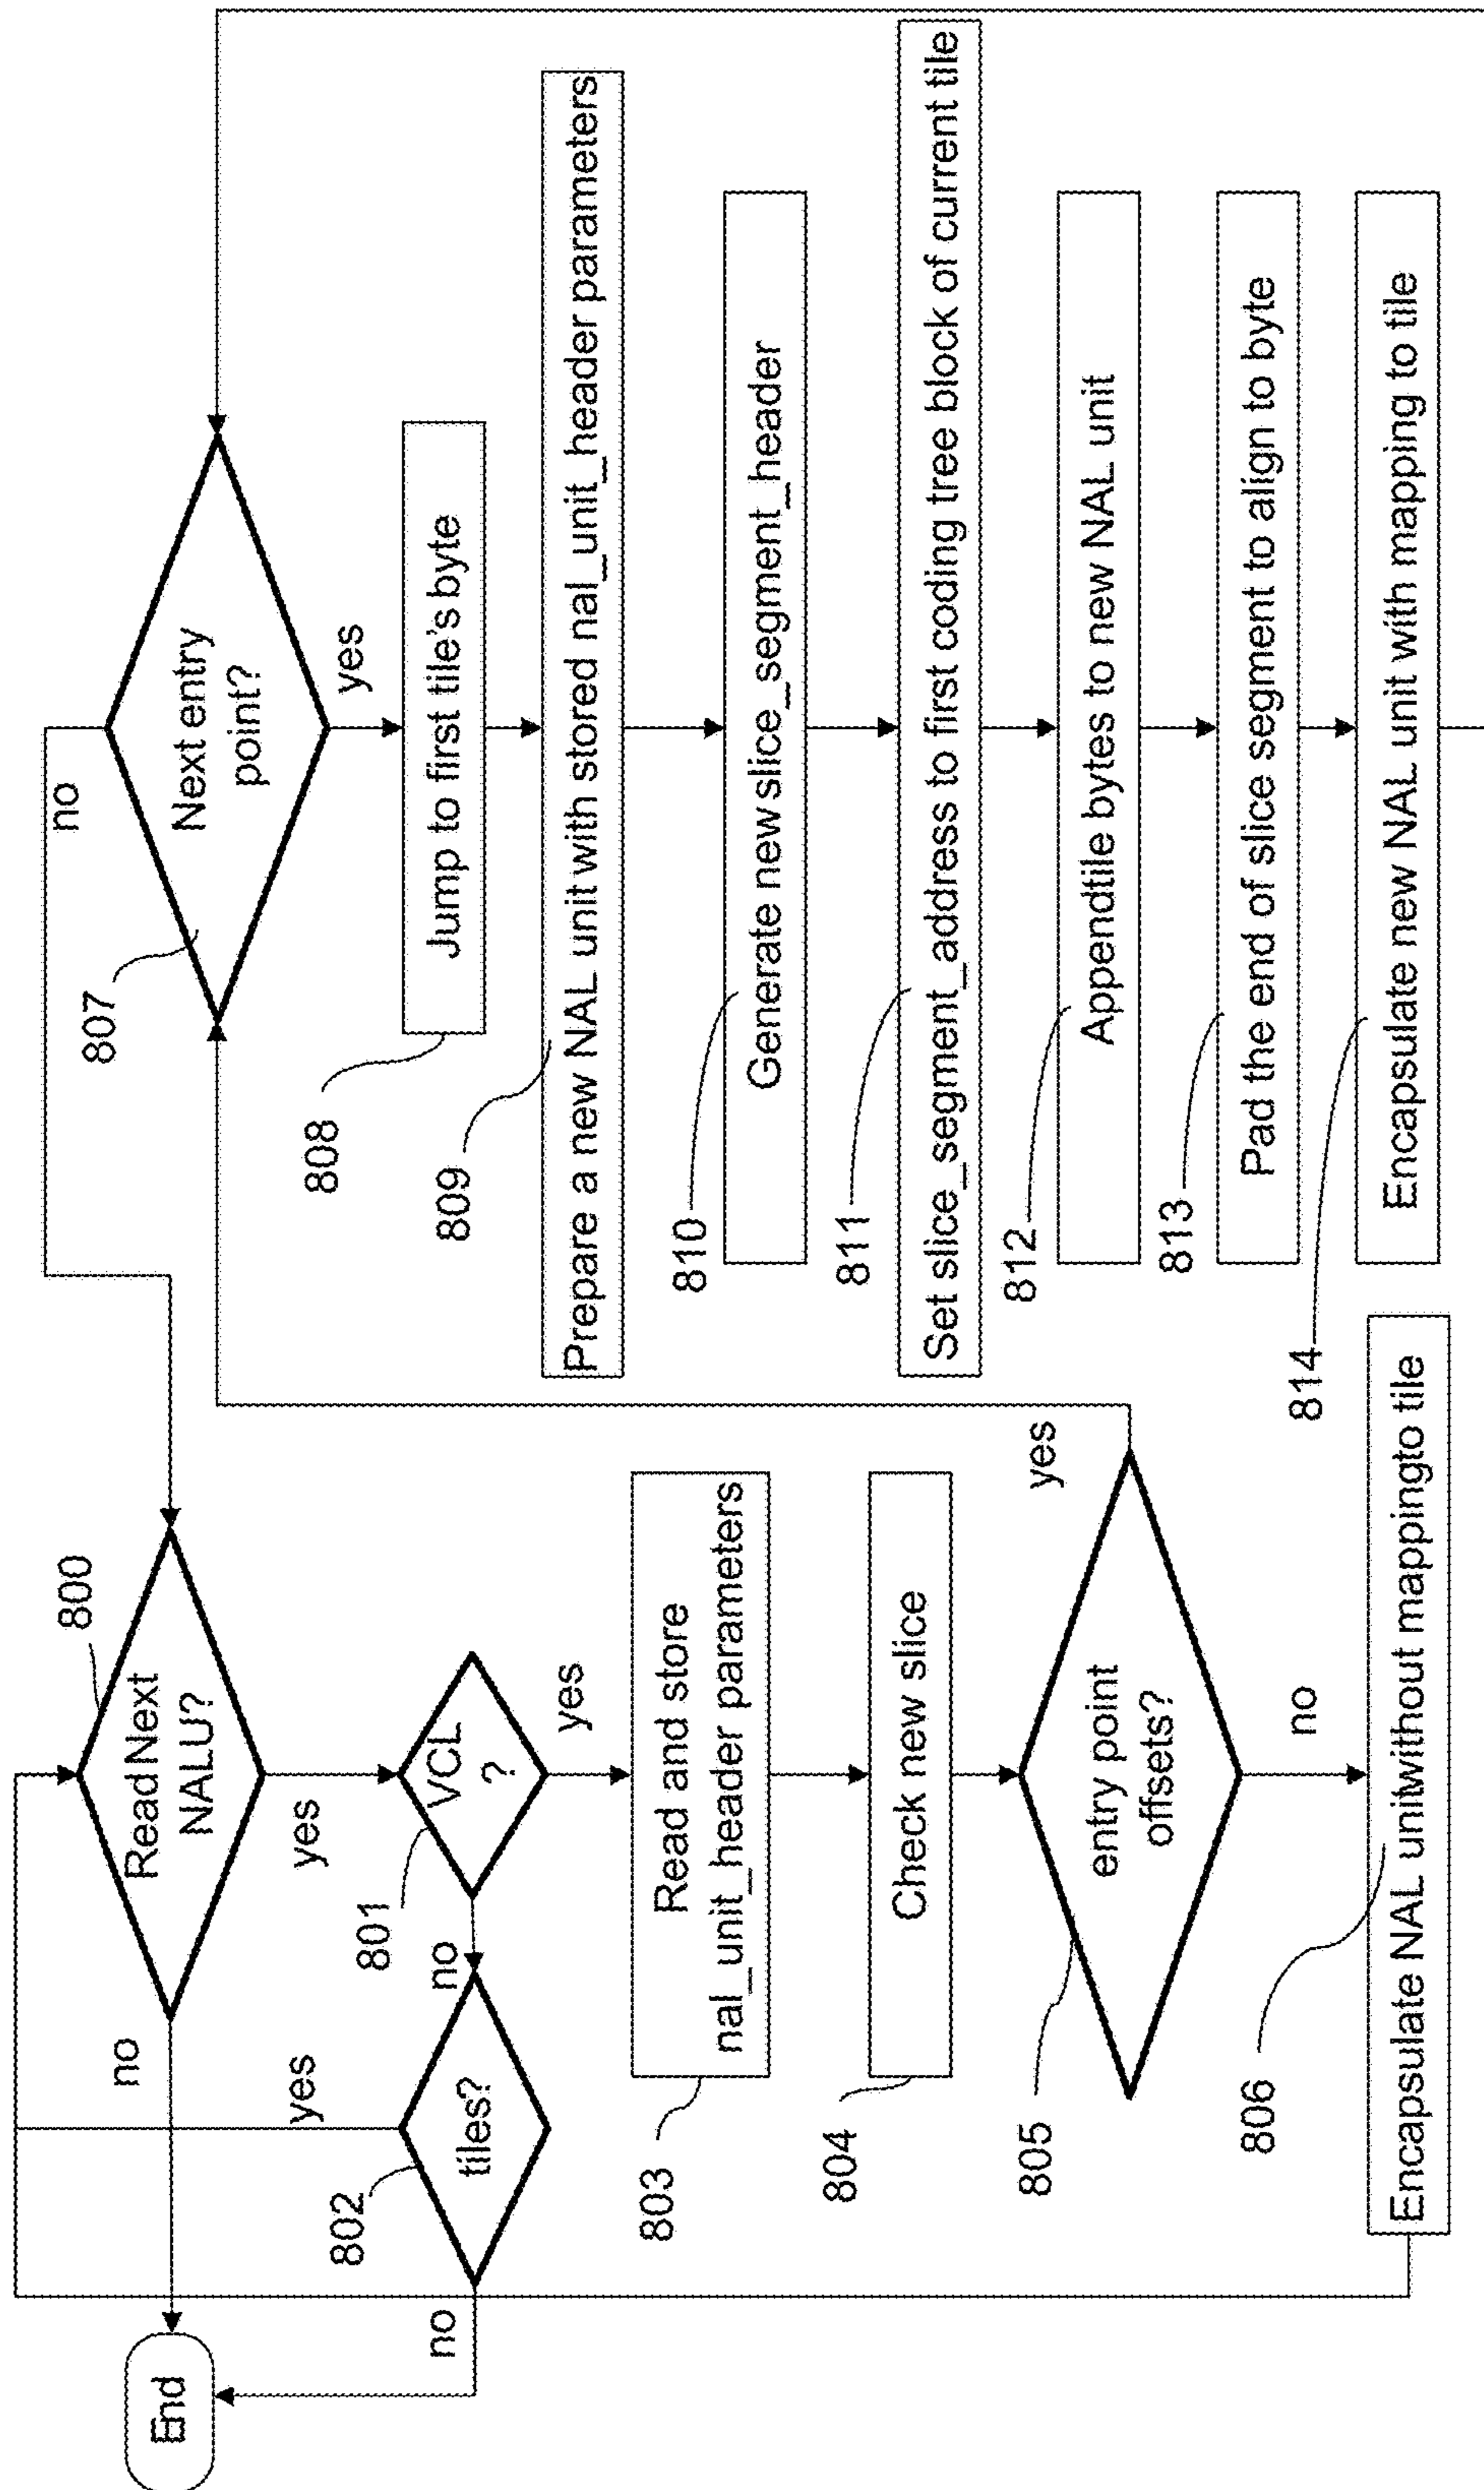 End
no
no
Read Next
NALU?
800
yes
801
VCL
?
no
yes
802
tiles?
yes
803
Read and store
nal_unit_header parameters
804
Check new slice
805
entry point
offsets?
yes
no
806
Encapsulate NAL unitwithout mappingto tile
no
807
Next entry
point?
yes
808
Jump to first tile's byte
809
Prepare a new NAL unit with stored nal_unit_header parameters
810
Generate new slice_segment_header
811
Set slice_segment_address to first coding tree block of current tile
812
Appendtile bytes to new NAL unit
813
Pad the end of slice segment to align to byte
814
Encapsulate new NAL unit with mapping to tile